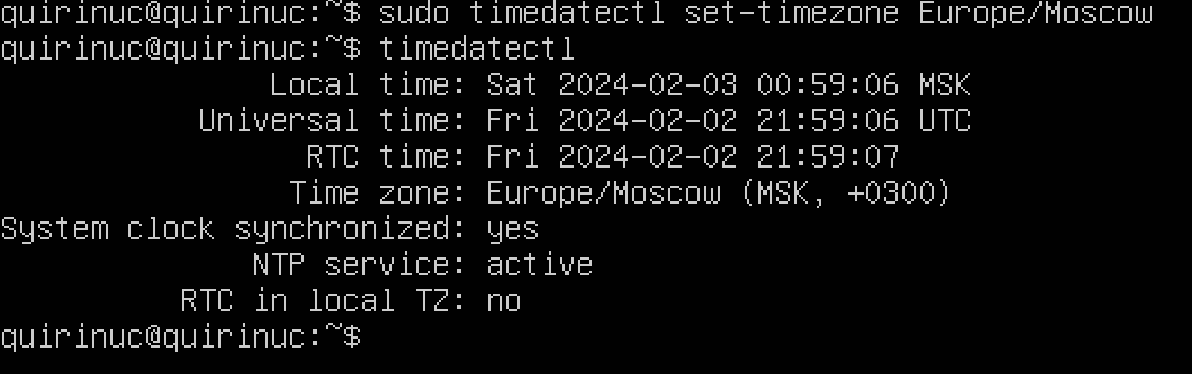 quirinuc@quirinuc:~$ sudo timedatectl set-timezone Europe/Moscow
quirinuc@quirinuc:~$ timedatectl
Local time: Sat 2024-02-03 00:59:06 MSK
Universal time: Fri 2024-02-02 21:59:06 UTC
RTC time: Fri 2024-02-02 21:59:07
Time zone: Europe/Moscow (MSK, +0300)
System clock synchronized: yes
NTP service: active
RTC in local TZ: no
quirinuc@quirinuc:~$